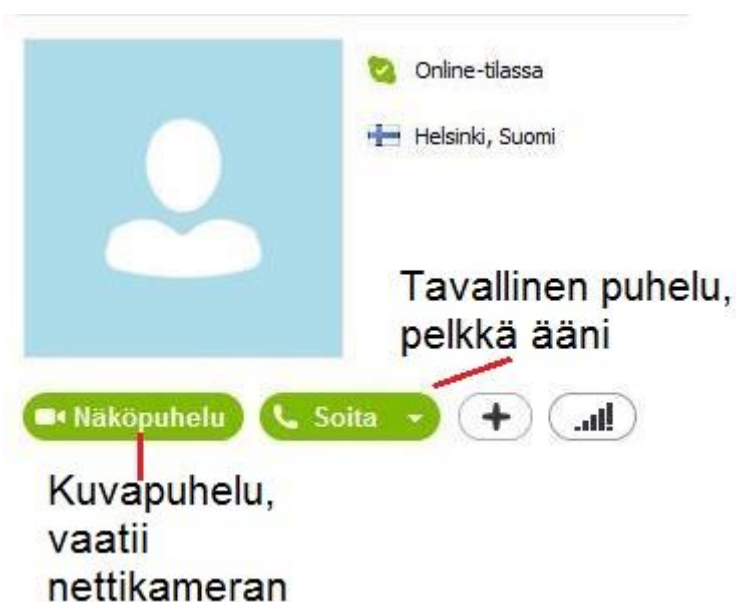 Online-tilassa
Helsinki, Suomi
Tavallinen puhelu,
pelkkä ääni
Näköpuhelu
Soita
Kuvapuhelu,
vaatii
nettikameran